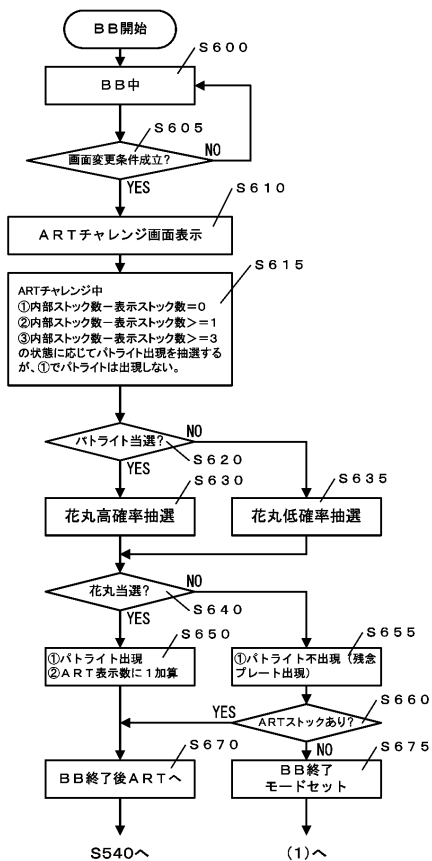 BB開始
S600
BB中
S605
画面変更条件成立?
NO
YES
S610
ARTチャレンジ画面表示
S615
ARTチャレンジ中
①内部ストック数－表示ストック数=0
②内部ストック数－表示ストック数>=1
③内部ストック数－表示ストック数>=3
の状態に応じてパトライト出現を抽選する
が、①でパトライトは出現しない。
パトライト当選?
NO
S620
YES
S630
S635
花丸高確率抽選
花丸低確率抽選
花丸当選?
NO
S640
YES
S650
S655
①パトライト出現
②ART表示数に1加算
①パトライト不出現（残念
プレート出現）
S660
YES
ARTストックあり?
S670
NO
S675
BB終了後ARTへ
BB終了
モードセット
S540へ
(1)へ